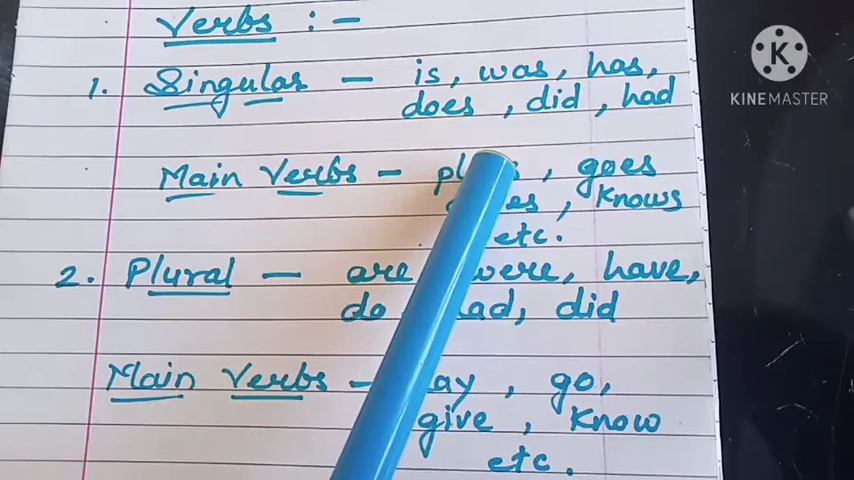 Verbs :-
1. Singular - is, was, has,
does, did, had
Main Verbs - , goes
, Knows
etc.
2. Plural - are were, have,
do had, did
Main Verbs - , go,
give, Know
etc.
K
KINEMASTER